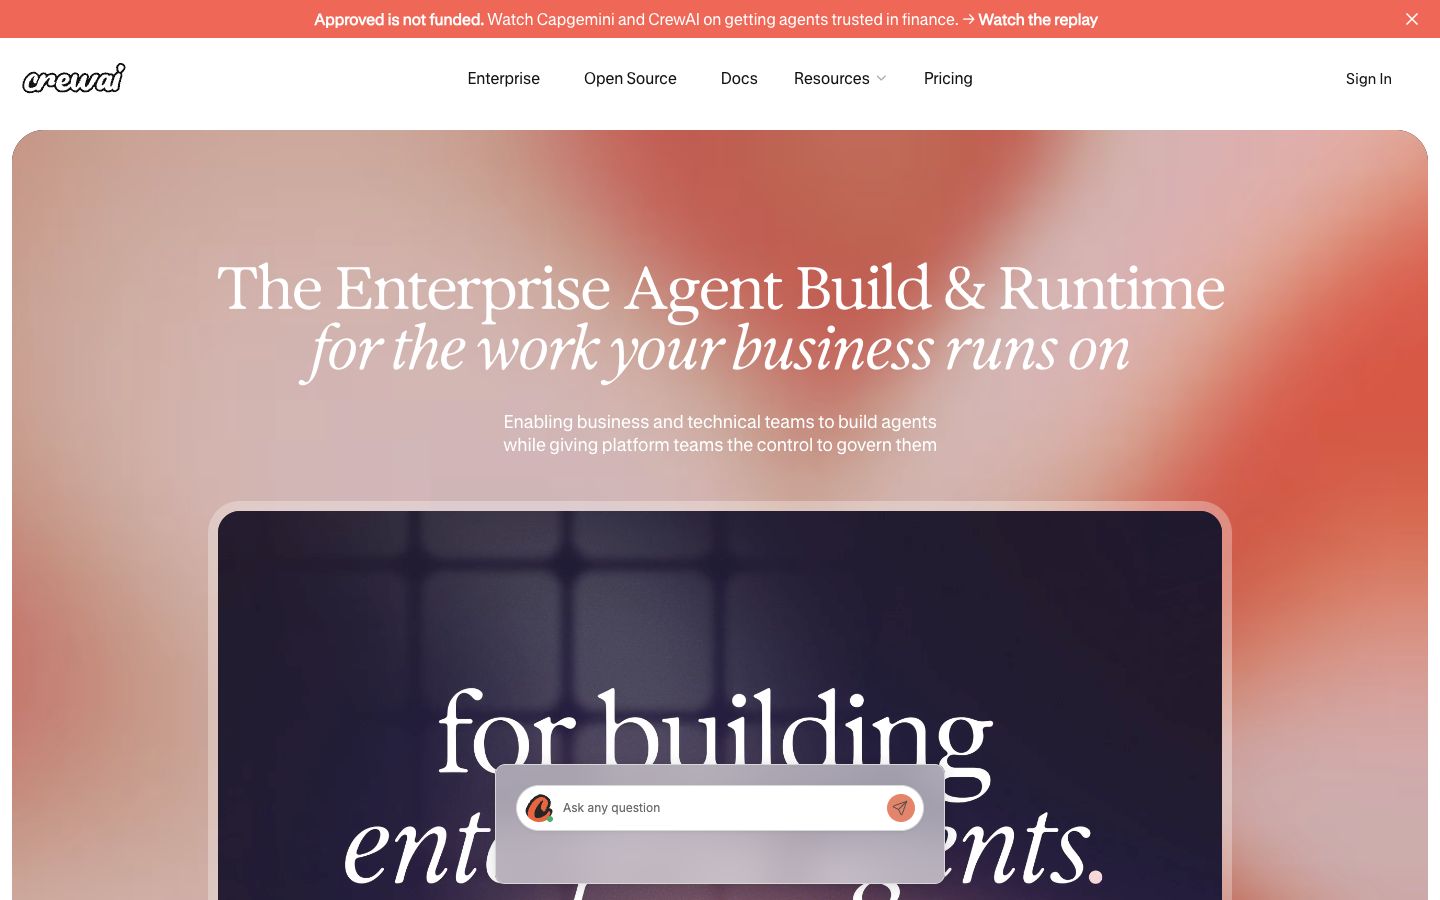 Approved is not funded. Watch Capgemini and CrewAI on getting agents trusted in finance. → Watch the replay
crewai
Enterprise
Open Source
Docs
Resources
Pricing
Sign In
The Enterprise Agent Build & Runtime
for the work your business runs on
Enabling business and technical teams to build agents
while giving platform teams the control to govern them
for building
Ask any question